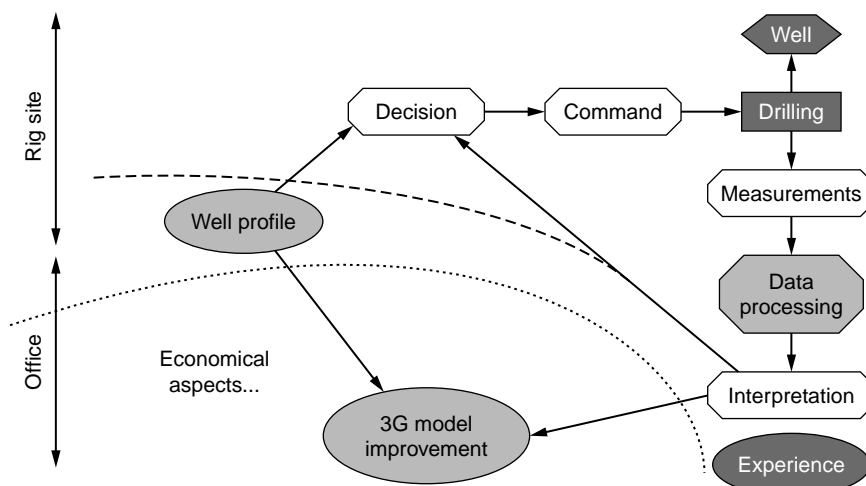 Well
Rig site
Decision
Command
Drilling
Measurements
Well profile
Data
processing
Office
Economical
aspects...
Interpretation
3G model
improvement
Experience